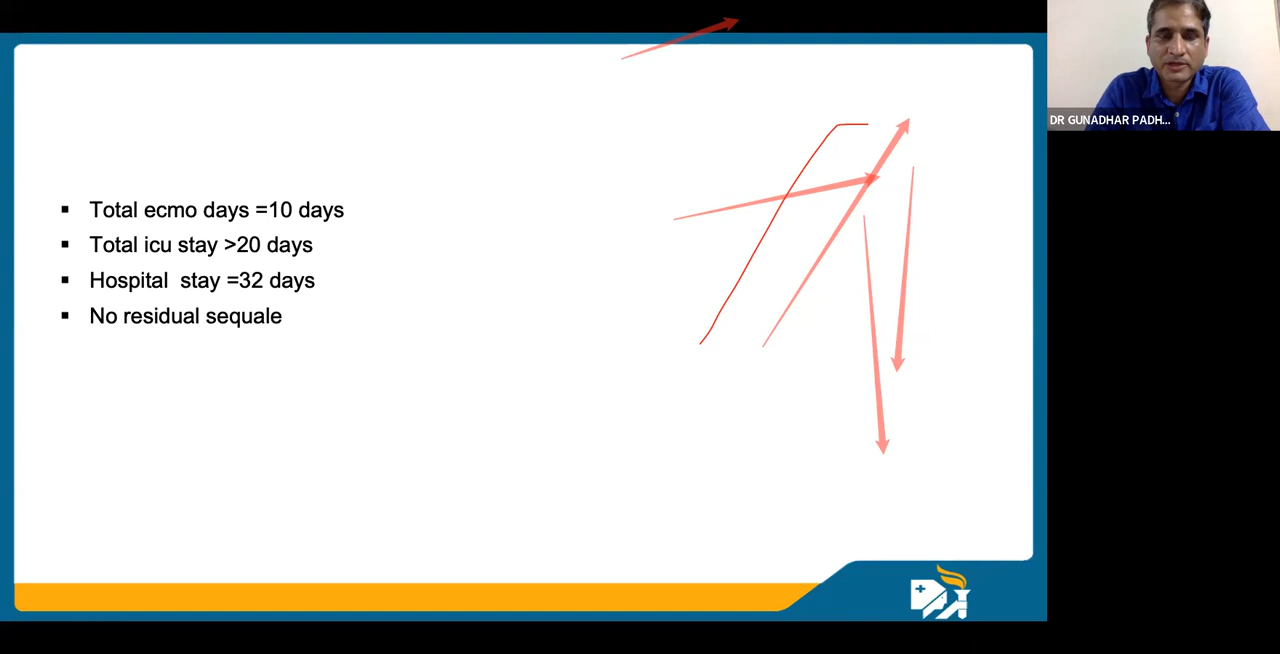 DR GUNADHAR PADH...
▪ Total ecmo days =10 days
▪ Total icu stay >20 days
▪ Hospital  stay =32 days
▪ No residual sequale